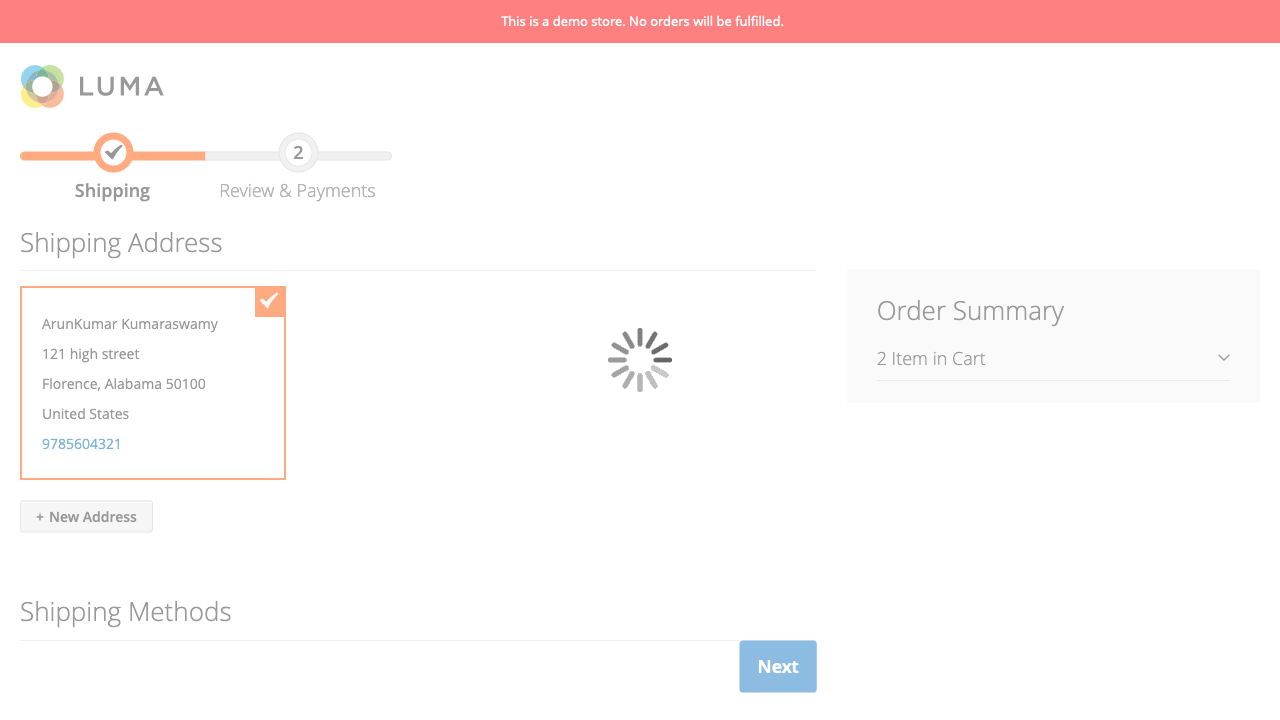 This is a demo store. No orders will be fulfilled.
LUMA
2
Shipping
Review & Payments
Shipping Address
ArunKumar Kumaraswamy
121 high street
Florence, Alabama 50100
United States
9785604321
+ New Address
Order Summary
2 Item in Cart
Shipping Methods
Next